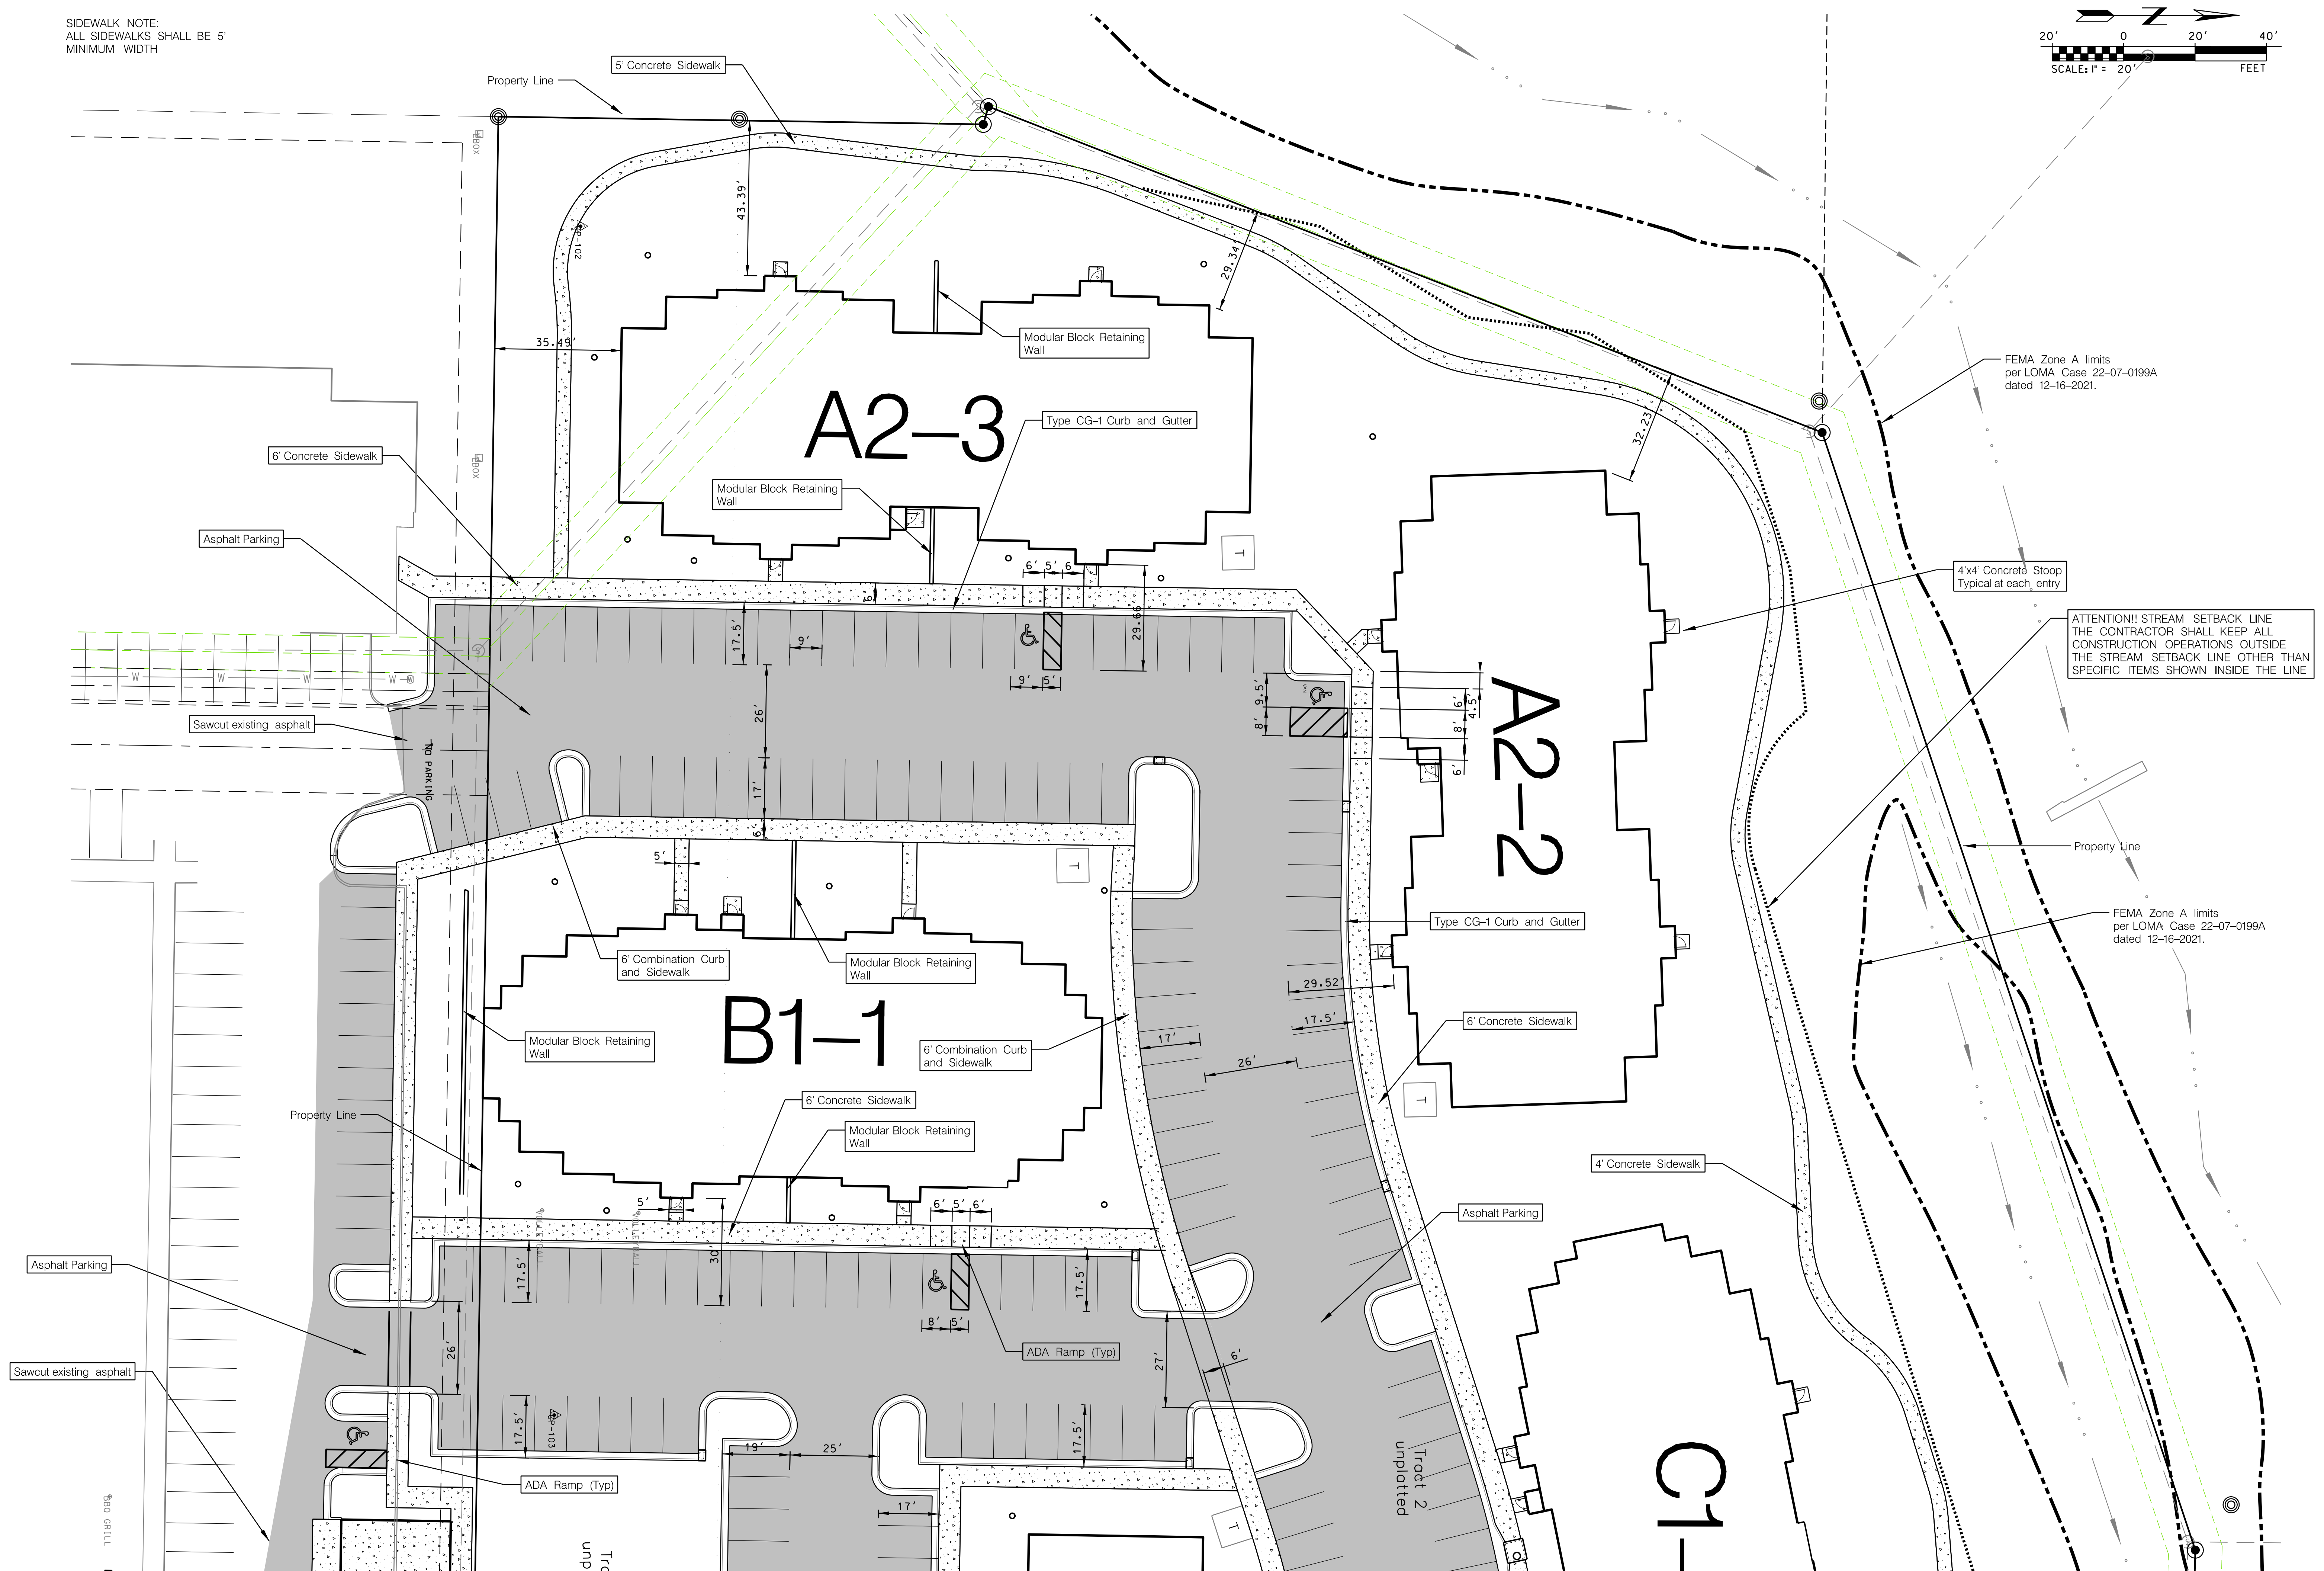 SIDEWALK NOTE:
ALL SIDEWALKS SHALL BE 5'
MINIMUM WIDTH
5' Concrete Sidewalk
Property Line
Z
20' 0 20' 40'
SCALE: 1" = 20' FEET
EBOX
43.39'
CP-102
29.34'
Modular Block Retaining
Wall
35.49'
FEMA Zone A limits
per LOMA Case 22-07-0199A
dated 12-16-2021.
A2-3
Type CG-1 Curb and Gutter
32.23'
6' Concrete Sidewalk
EBOX
Modular Block Retaining
Wall
Asphalt Parking
T
6' 5' 6'
4'x4' Concrete Stoop
Typical at each entry
6'
17.5'
9'
29.66'
ATTENTION!! STREAM SETBACK LINE
THE CONTRACTOR SHALL KEEP ALL
CONSTRUCTION OPERATIONS OUTSIDE
THE STREAM SETBACK LINE OTHER THAN
SPECIFIC ITEMS SHOWN INSIDE THE LINE
W W W W
9' 5'
9.5'
8'
6'
4.5'
8'
6'
A2-2
Sawcut existing asphalt
26'
NO PARKING
17'
6'
5'
T
Property Line
Type CG-1 Curb and Gutter
FEMA Zone A limits
per LOMA Case 22-07-0199A
dated 12-16-2021.
6' Combination Curb
and Sidewalk
Modular Block Retaining
Wall
29.52'
B1-1
17.5'
6' Concrete Sidewalk
Modular Block Retaining
Wall
6' Combination Curb
and Sidewalk
17'
26'
T
6' Concrete Sidewalk
Property Line
Modular Block Retaining
Wall
4' Concrete Sidewalk
5'
6' 5' 6'
Asphalt Parking
30'
17.5'
17.5'
Asphalt Parking
8' 5'
26'
ADA Ramp (Typ)
27'
6'
Sawcut existing asphalt
17.5'
CP-103
19' 25'
17.5'
Tract 2
unplatted
C1-
ADA Ramp (Typ)
17'
BBQ GRILL
T